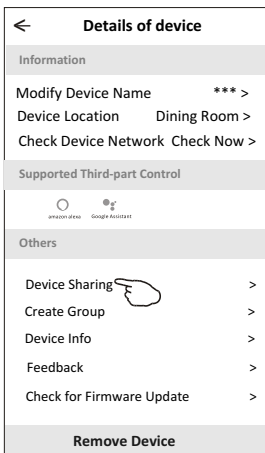 Details of device
Information
Modify Device Name *** >
Device Location Dining Room >
Check Device Network Check Now >
Supported Third-part Control
amazon alexa Google Assistant
Others
Device Sharing >
Create Group >
Device Info >
Feedback >
Check for Firmware Update >
Remove Device